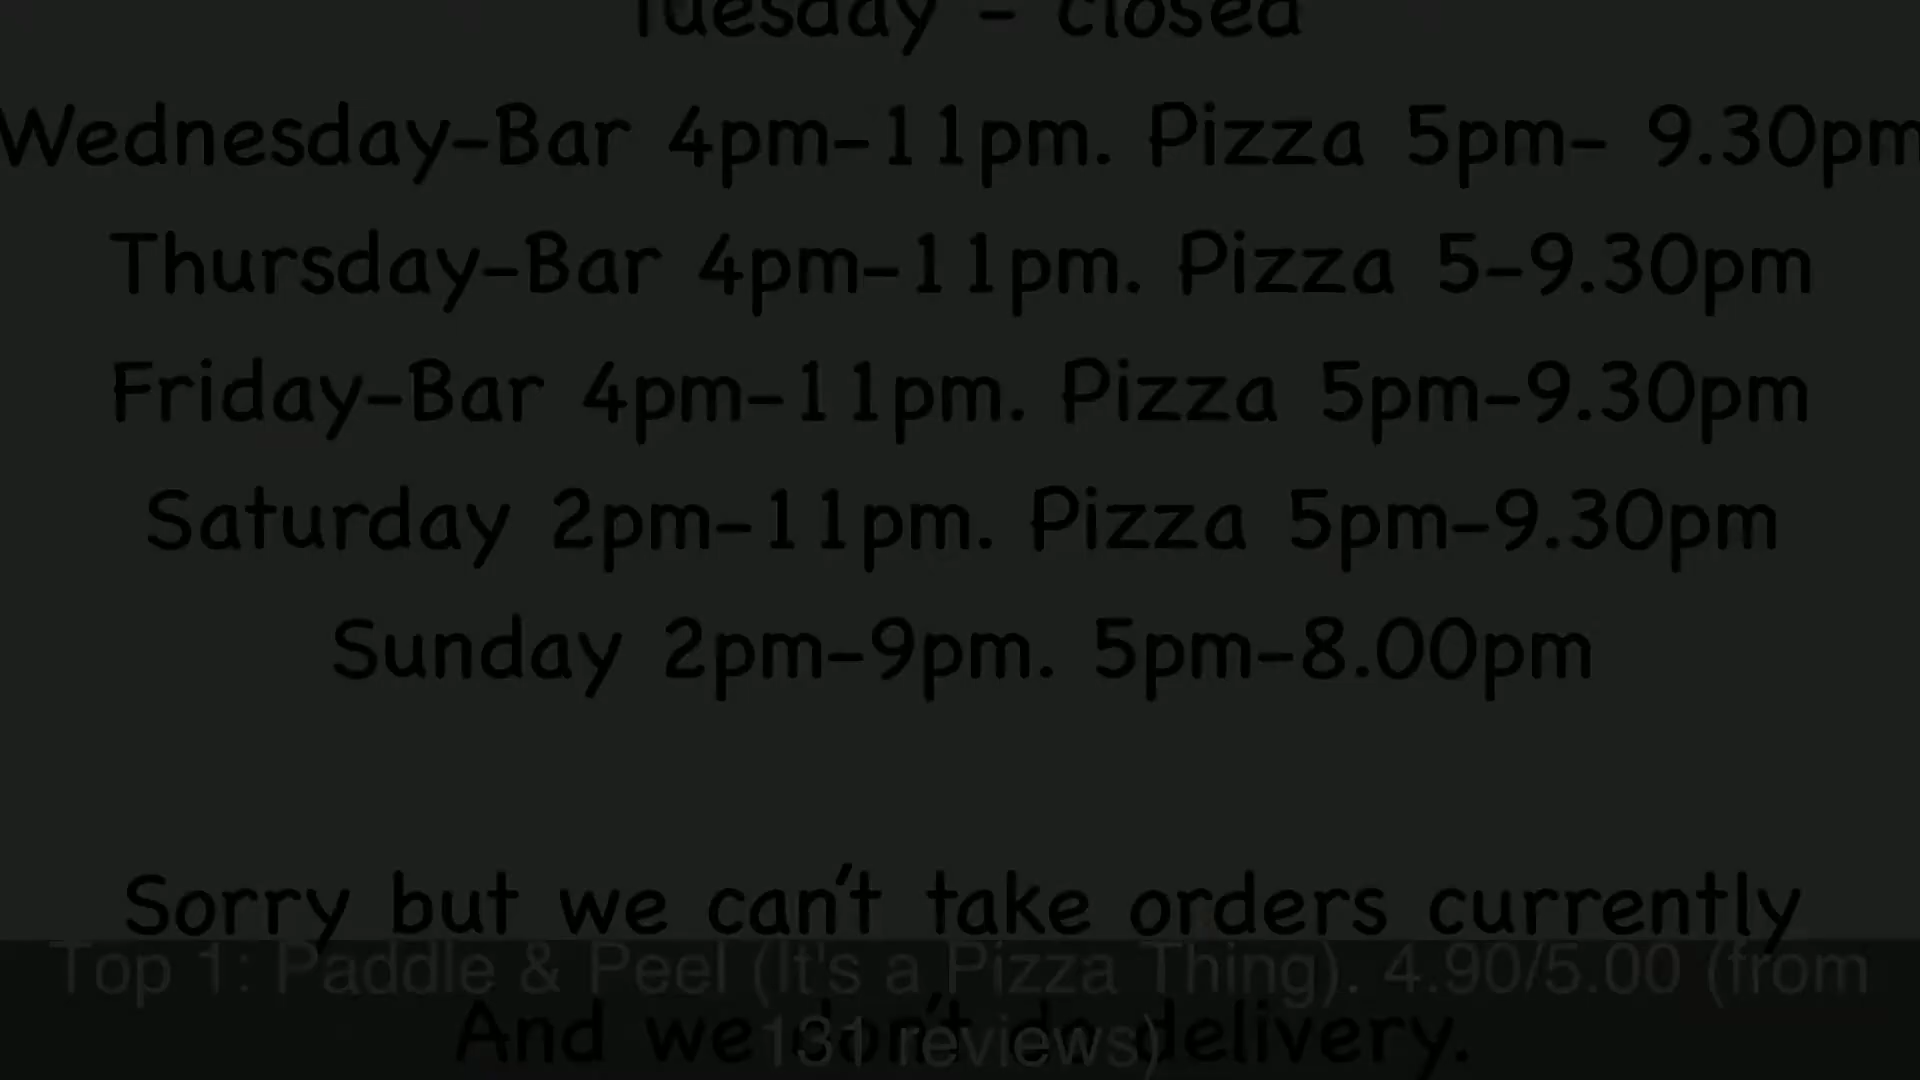 Tuesday - closed
Wednesday-Bar 4pm-11pm. Pizza 5pm- 9.30pm
Thursday-Bar 4pm-11pm. Pizza 5-9.30pm
Friday-Bar 4pm-11pm. Pizza 5pm-9.30pm
Saturday 2pm-11pm. Pizza 5pm-9.30pm
Sunday 2pm-9pm. 5pm-8.00pm
Sorry but we can't take orders currently
Top 1: Paddle & Peel (It's a Pizza Thing). 4.90/5.00 (from
And we don't do delivery.
131 reviews)